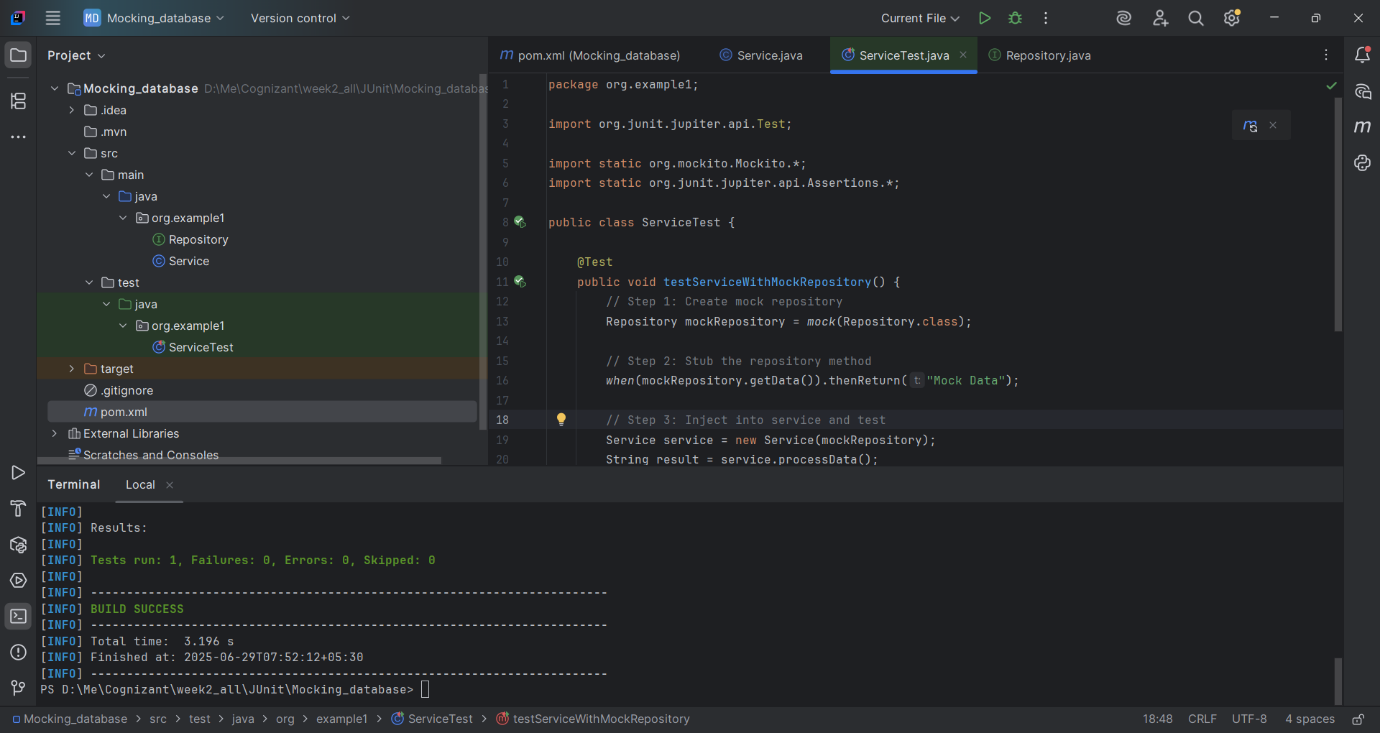 MD Mocking_database Version control Current File
Project
Mocking_database D:\Me\Cognizant\week2_all\JUnit\Mocking_databas
.idea
.mvn
src
main
java
org.example1
Repository
Service
test
java
org.example1
ServiceTest
target
.gitignore
pom.xml
External Libraries
Scratches and Consoles
pom.xml (Mocking_database) Service.java ServiceTest.java Repository.java
1 package org.example1;
2
3 import org.junit.jupiter.api.Test;
4
5 import static org.mockito.Mockito.*;
6 import static org.junit.jupiter.api.Assertions.*;
7
8 public class ServiceTest {
9
10 @Test
11 public void testServiceWithMockRepository() {
12 // Step 1: Create mock repository
13 Repository mockRepository = mock(Repository.class);
14
15 // Step 2: Stub the repository method
16 when(mockRepository.getData()).thenReturn( t: "Mock Data");
17
18 // Step 3: Inject into service and test
19 Service service = new Service(mockRepository);
20 String result = service.processData();
Terminal Local
[INFO]
[INFO] Results:
[INFO]
[INFO] Tests run: 1, Failures: 0, Errors: 0, Skipped: 0
[INFO]
[INFO] ------------------------------------------------------------------------
[INFO] BUILD SUCCESS
[INFO] ------------------------------------------------------------------------
[INFO] Total time:  3.196 s
[INFO] Finished at: 2025-06-29T07:52:12+05:30
[INFO] ------------------------------------------------------------------------
PS D:\Me\Cognizant\week2_all\JUnit\Mocking_database>
Mocking_database > src > test > java > org > example1 > ServiceTest > testServiceWithMockRepository 18:48 CRLF UTF-8 4 spaces